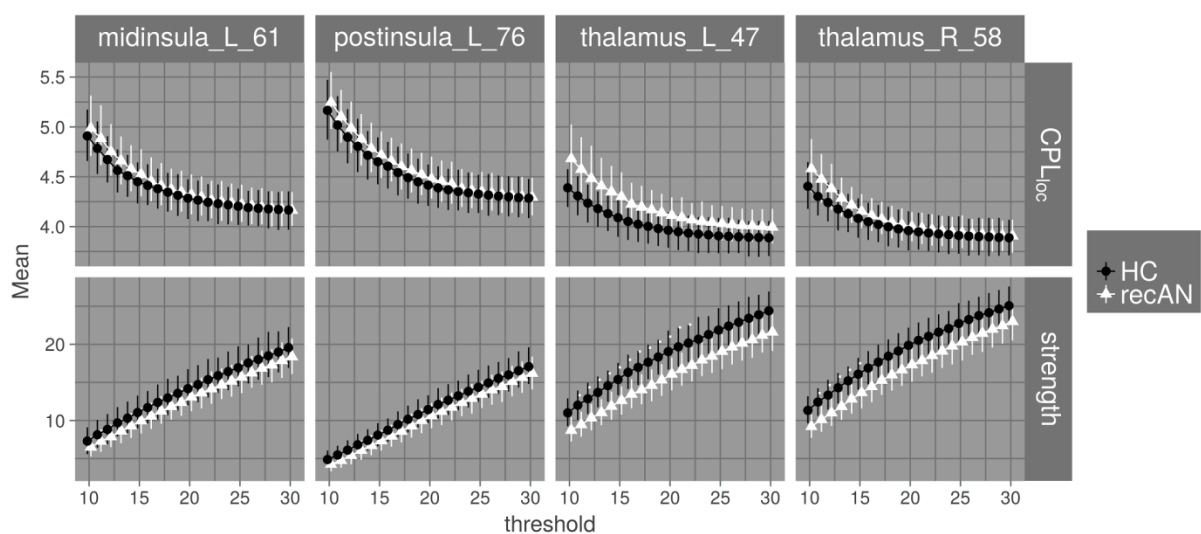 midinsula_L_61 postinsula_L_76 thalamus_L_47 thalamus_R_58
5.5
5.0
4.5
4.0
CPLloc
Mean
20
10
strength
10 15 20 25 30 10 15 20 25 30 10 15 20 25 30 10 15 20 25 30
threshold
HC
recAN